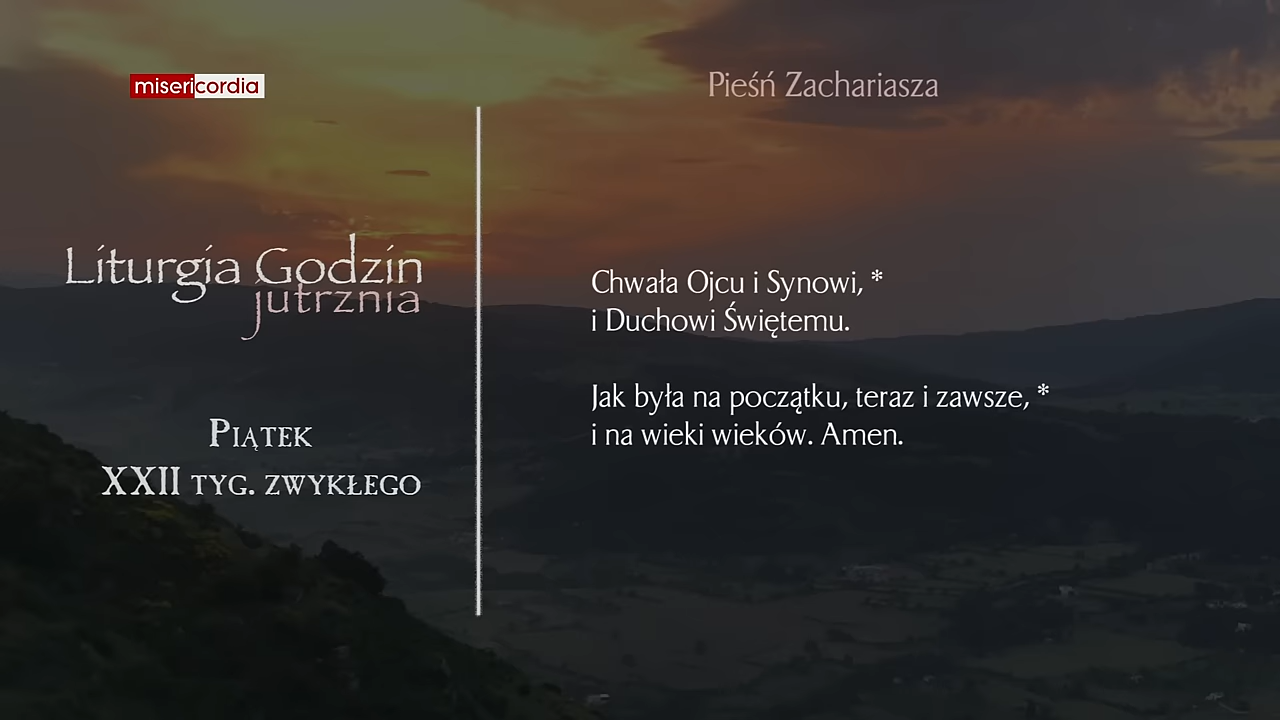 misericordia
Pieśń Zachariasza
Liturgia Godzin
jutrznia
Piątek
XXII tyg. zwykłego
Chwała Ojcu i Synowi, *
i Duchowi Świętemu.
Jak była na początku, teraz i zawsze, *
i na wieki wieków. Amen.